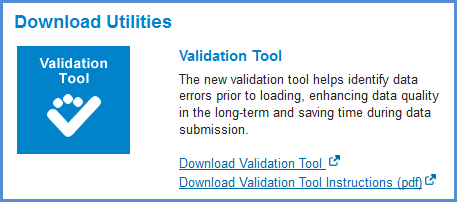 Download Utilities
Validation
Tool
Validation Tool
The new validation tool helps identify data
errors prior to loading, enhancing data quality
in the long-term and saving time during data
submission.
Download Validation Tool
Download Validation Tool Instructions (pdf)